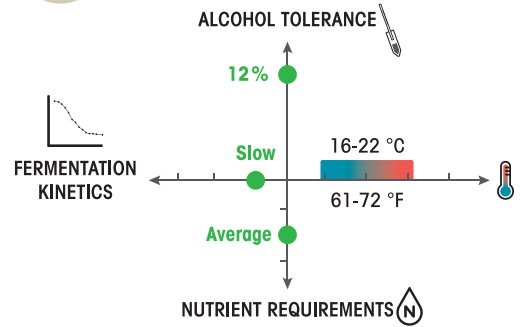 ALCOHOL TOLERANCE
12%
Slow
16-22 °C
FERMENTATION
KINETICS
61-72 °F
Average
NUTRIENT REQUIREMENTS
N